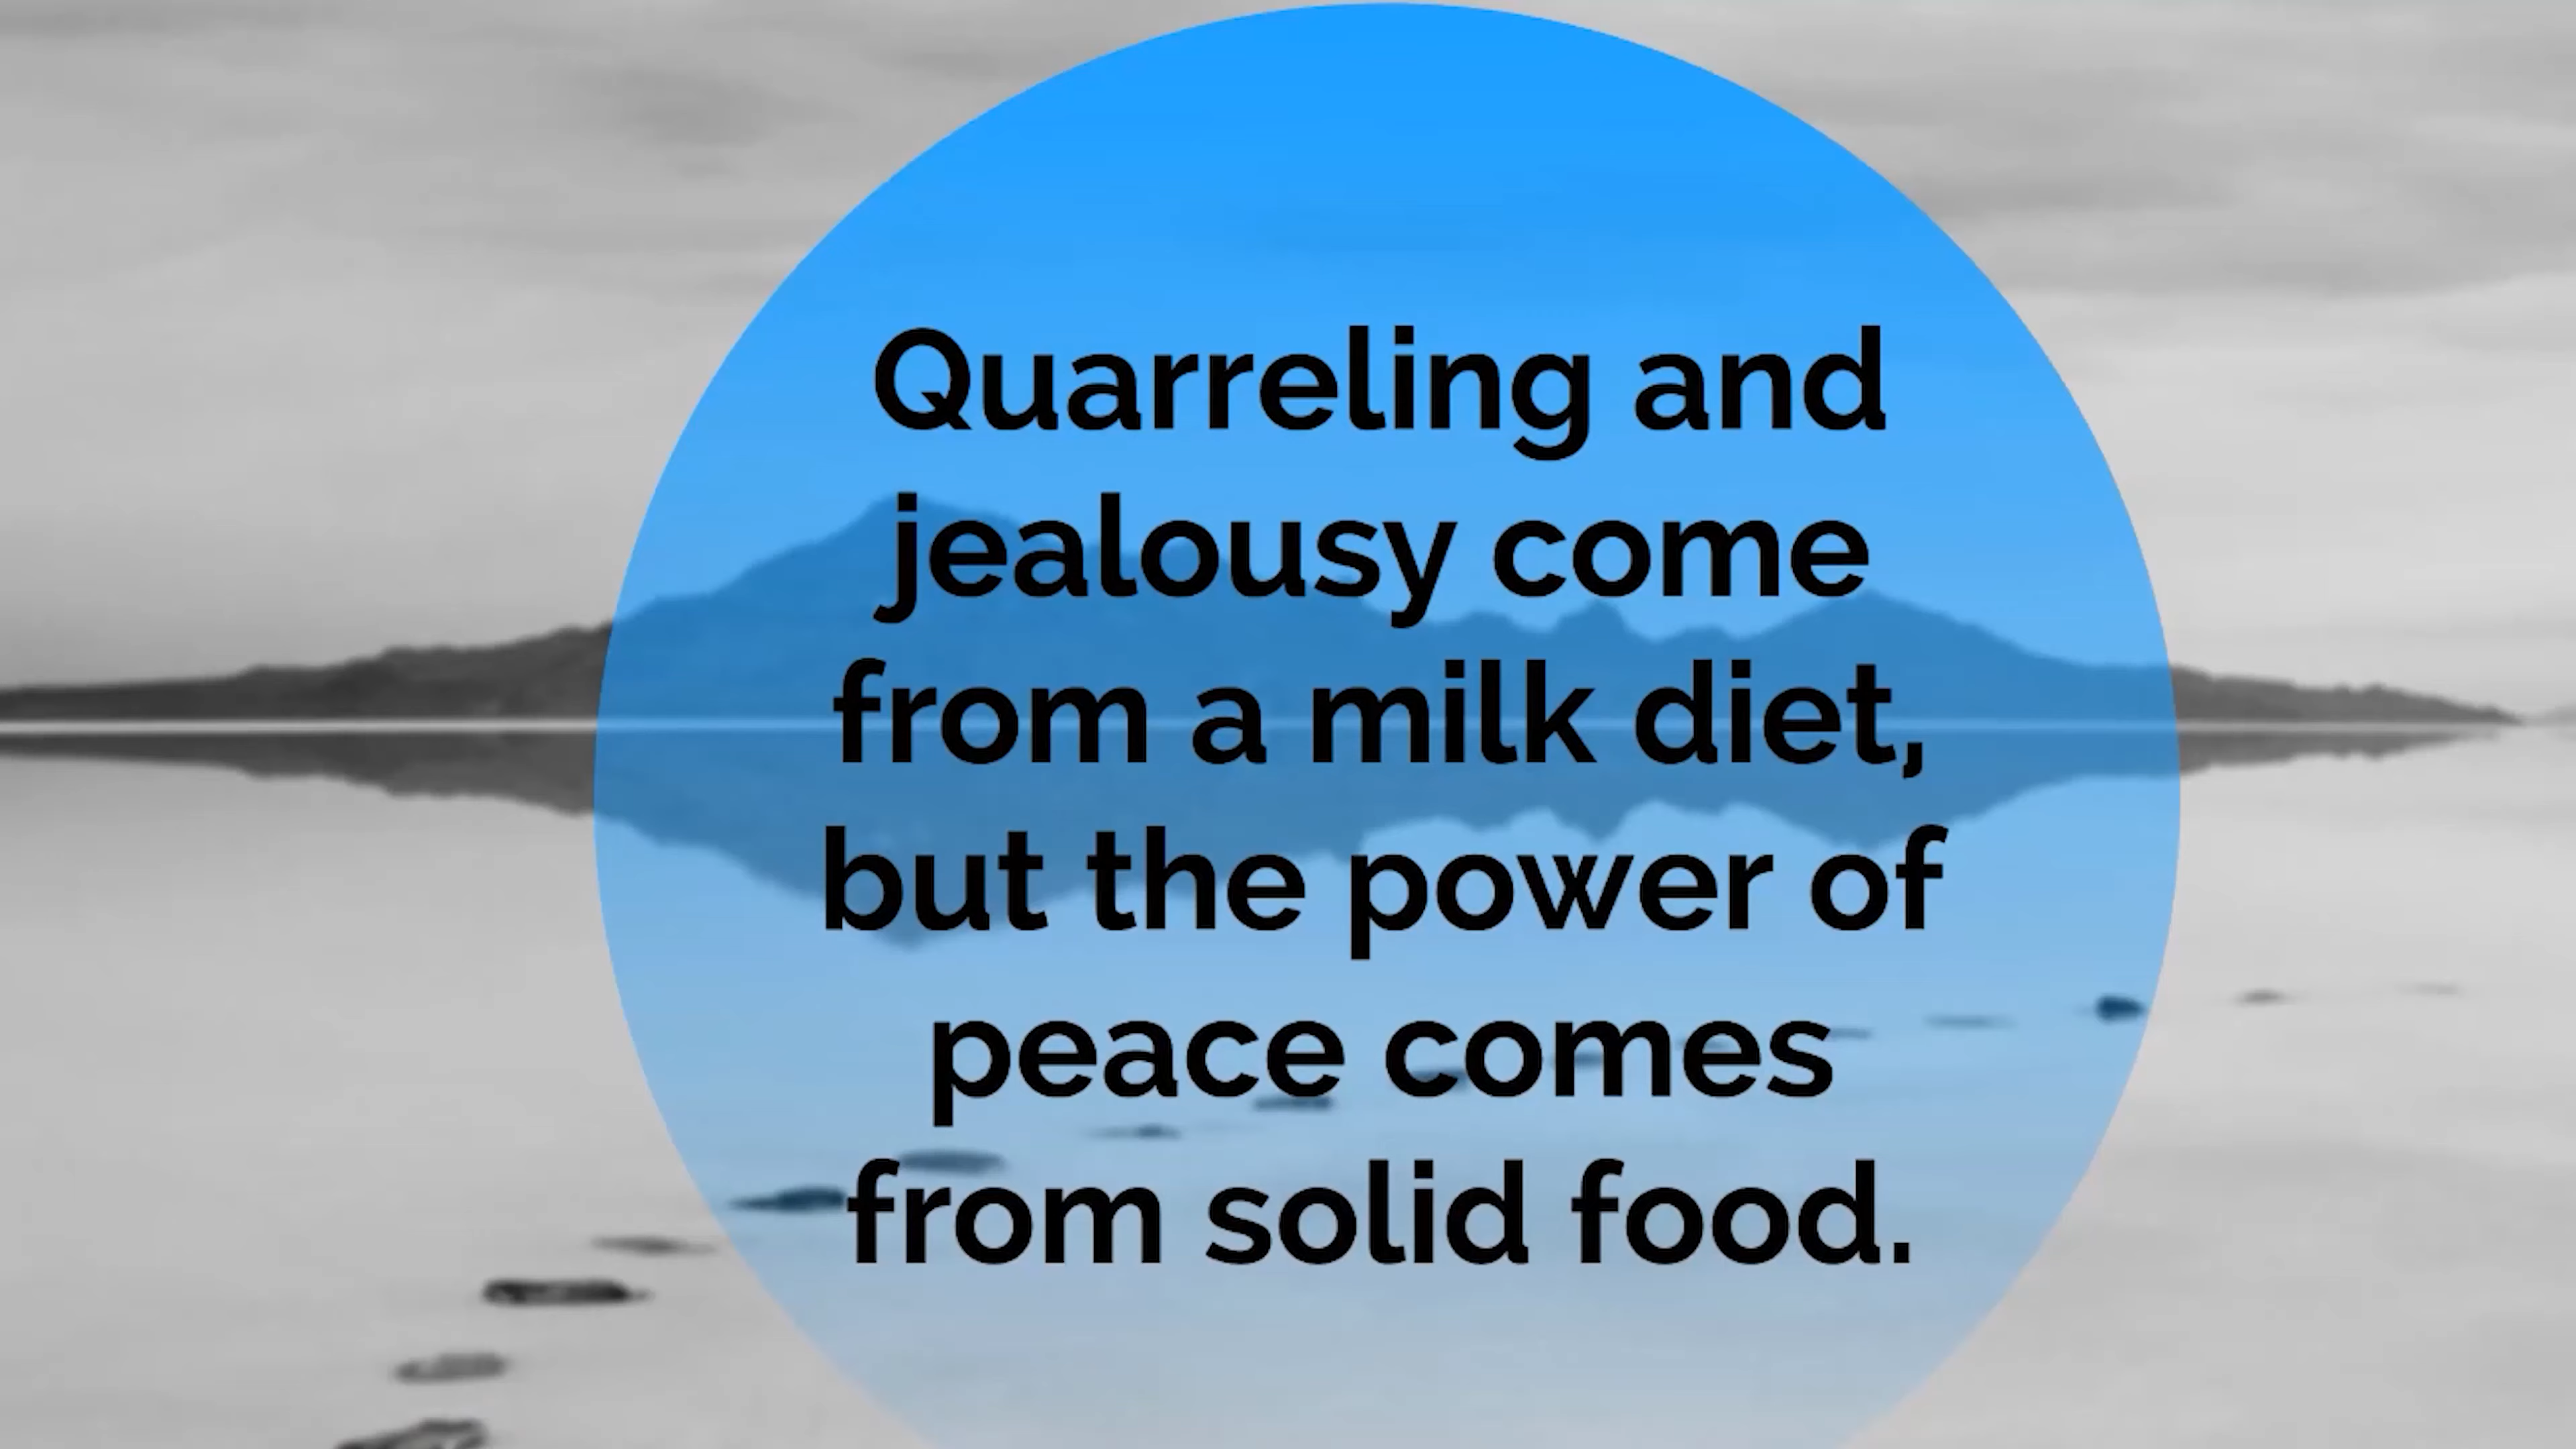 Quarreling and
jealousy come
from a milk diet,
but the power of
peace comes
from solid food.